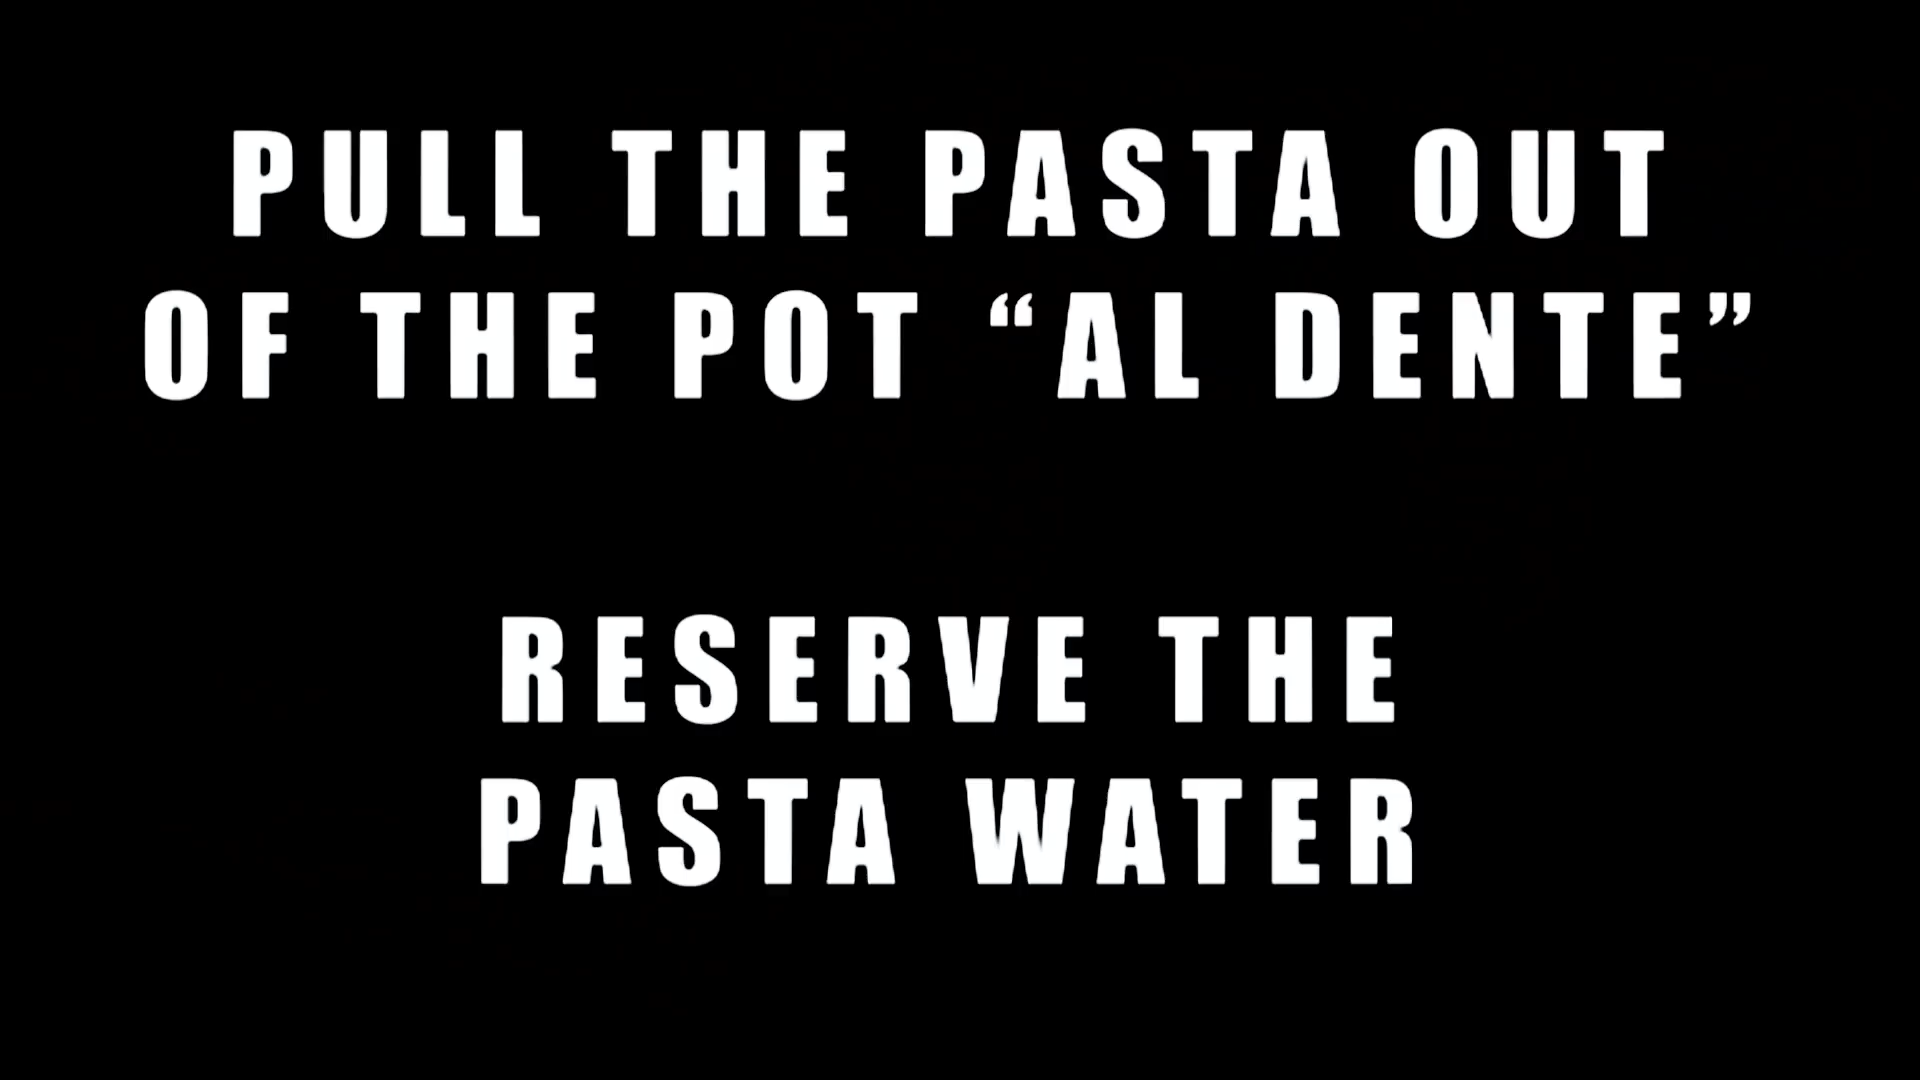 PULL THE PASTA OUT
OF THE POT “AL DENTE”
RESERVE THE
PASTA WATER